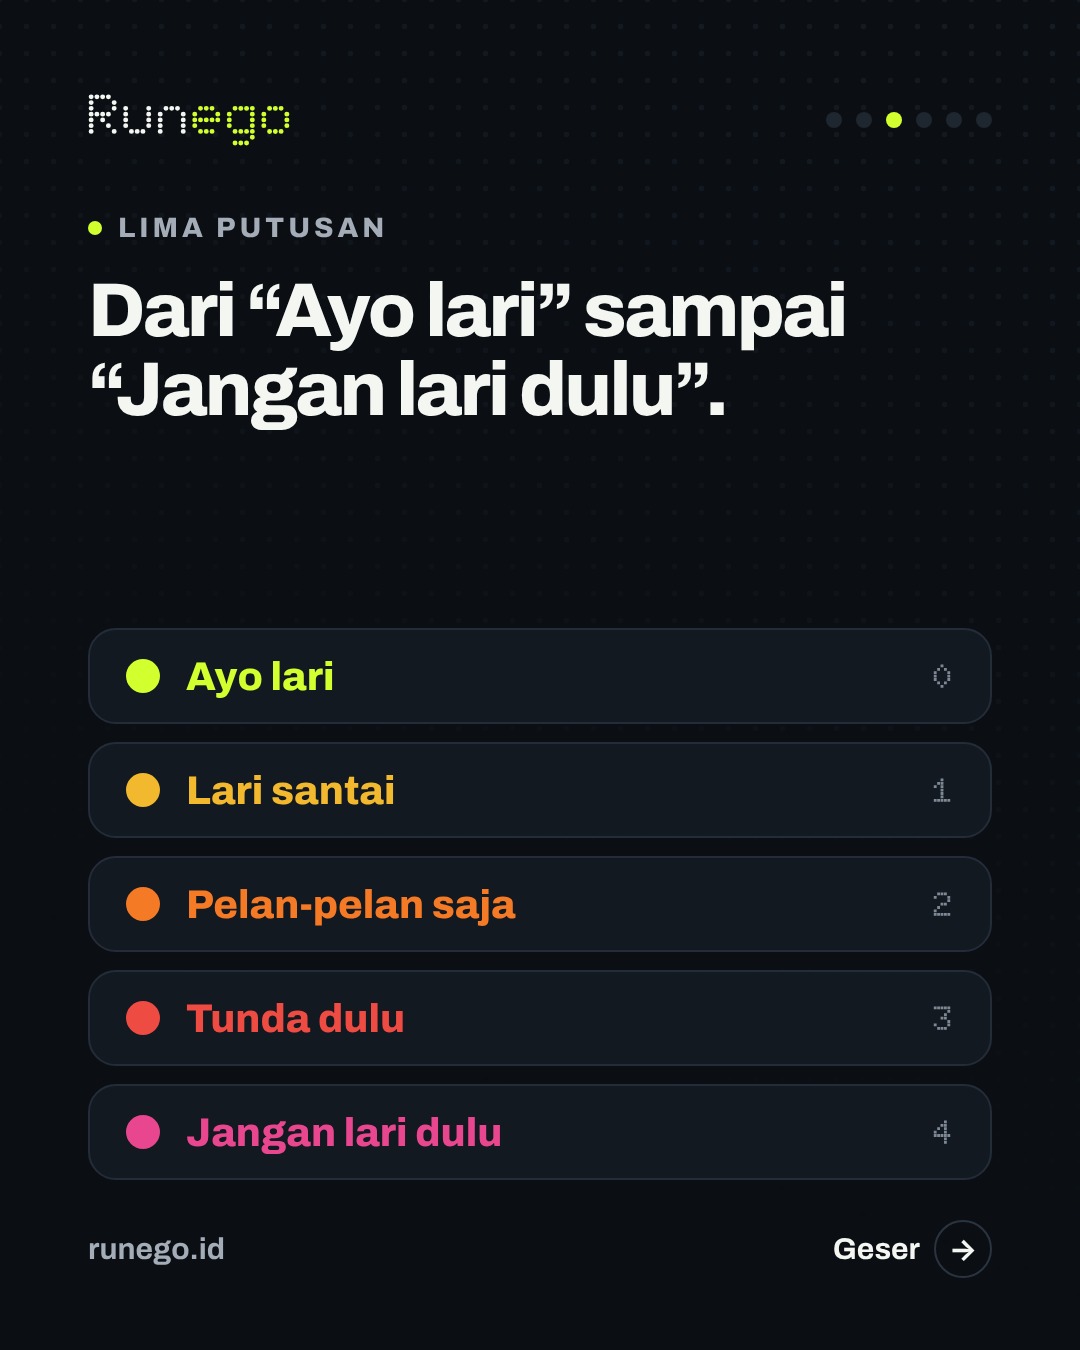 Runego
LIMA PUTUSAN
Dari “Ayo lari” sampai
“Jangan lari dulu”.
Ayo lari 0
Lari santai 1
Pelan-pelan saja 2
Tunda dulu 3
Jangan lari dulu 4
runego.id
Geser →